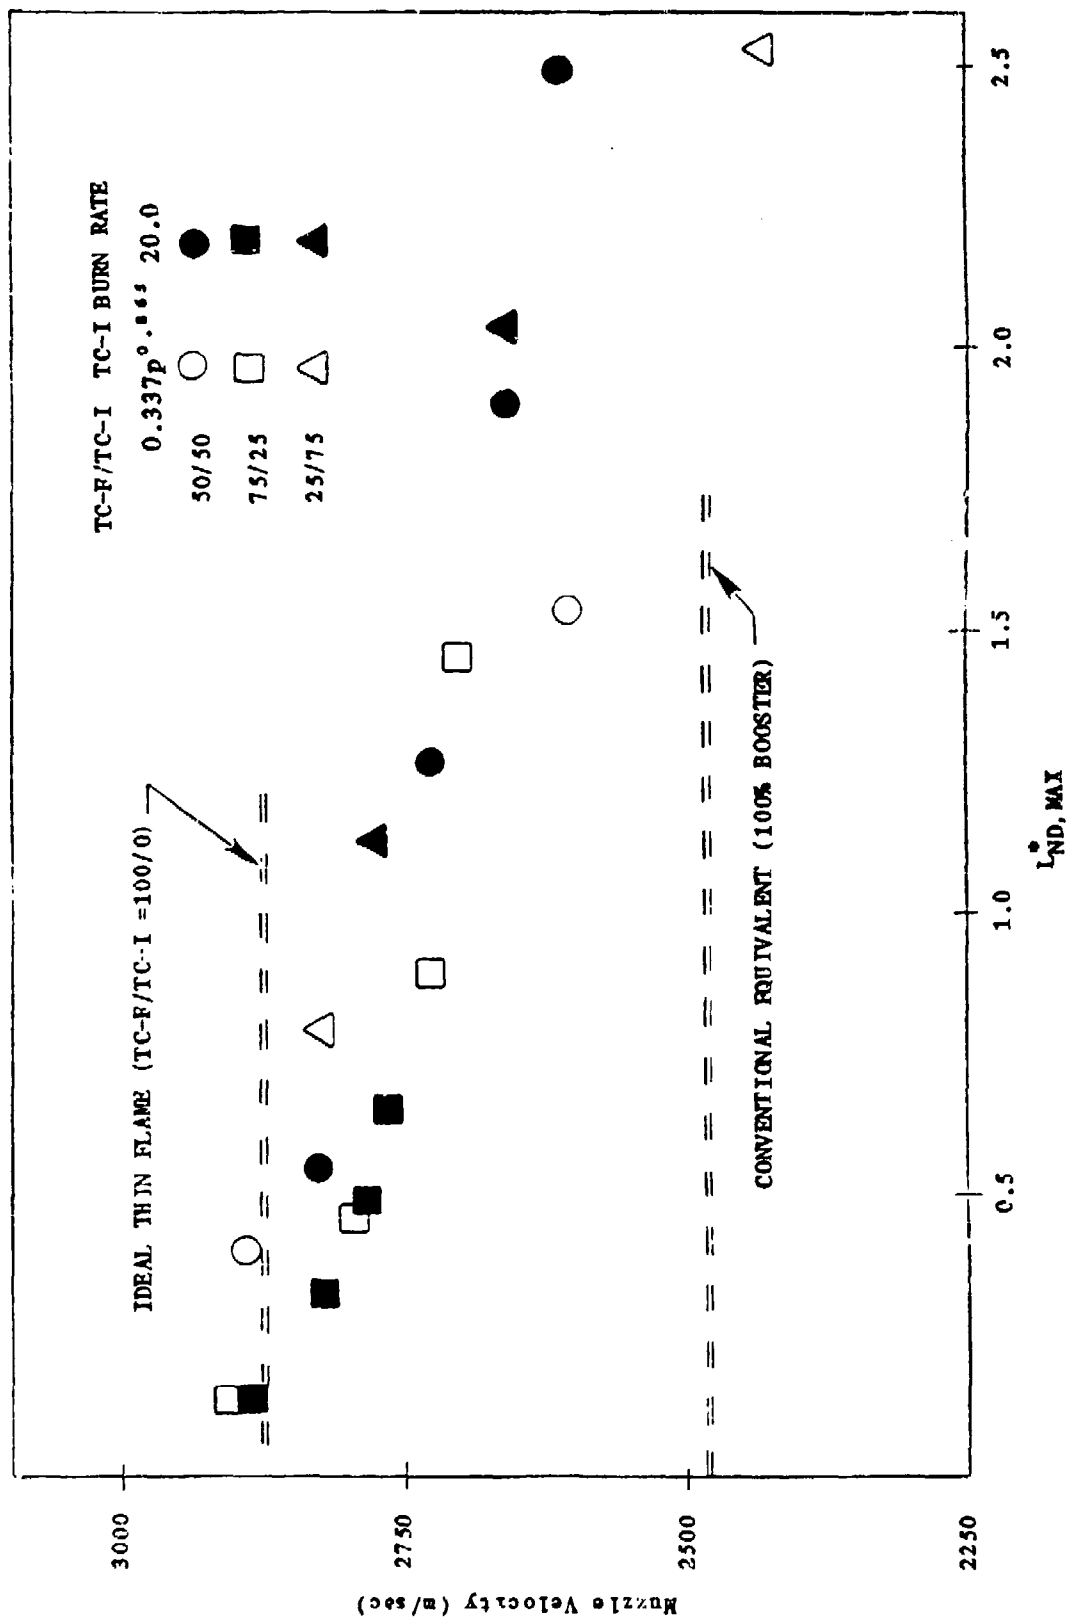 TC-F/TC-I TC-I BURN RATE
0.337p⁰·⁸⁶⁵ 20.0
50/50
75/25
25/75
IDEAL THIN FLAME (TC-F/TC-I =100/0)
CONVENTIONAL EQUIVALENT (100% BOOSTER)
Muzzle Velocity (m/sec)
3000
2750
2500
2250
0.5
1.0
1.5
2.0
2.5
L*ND,MAX